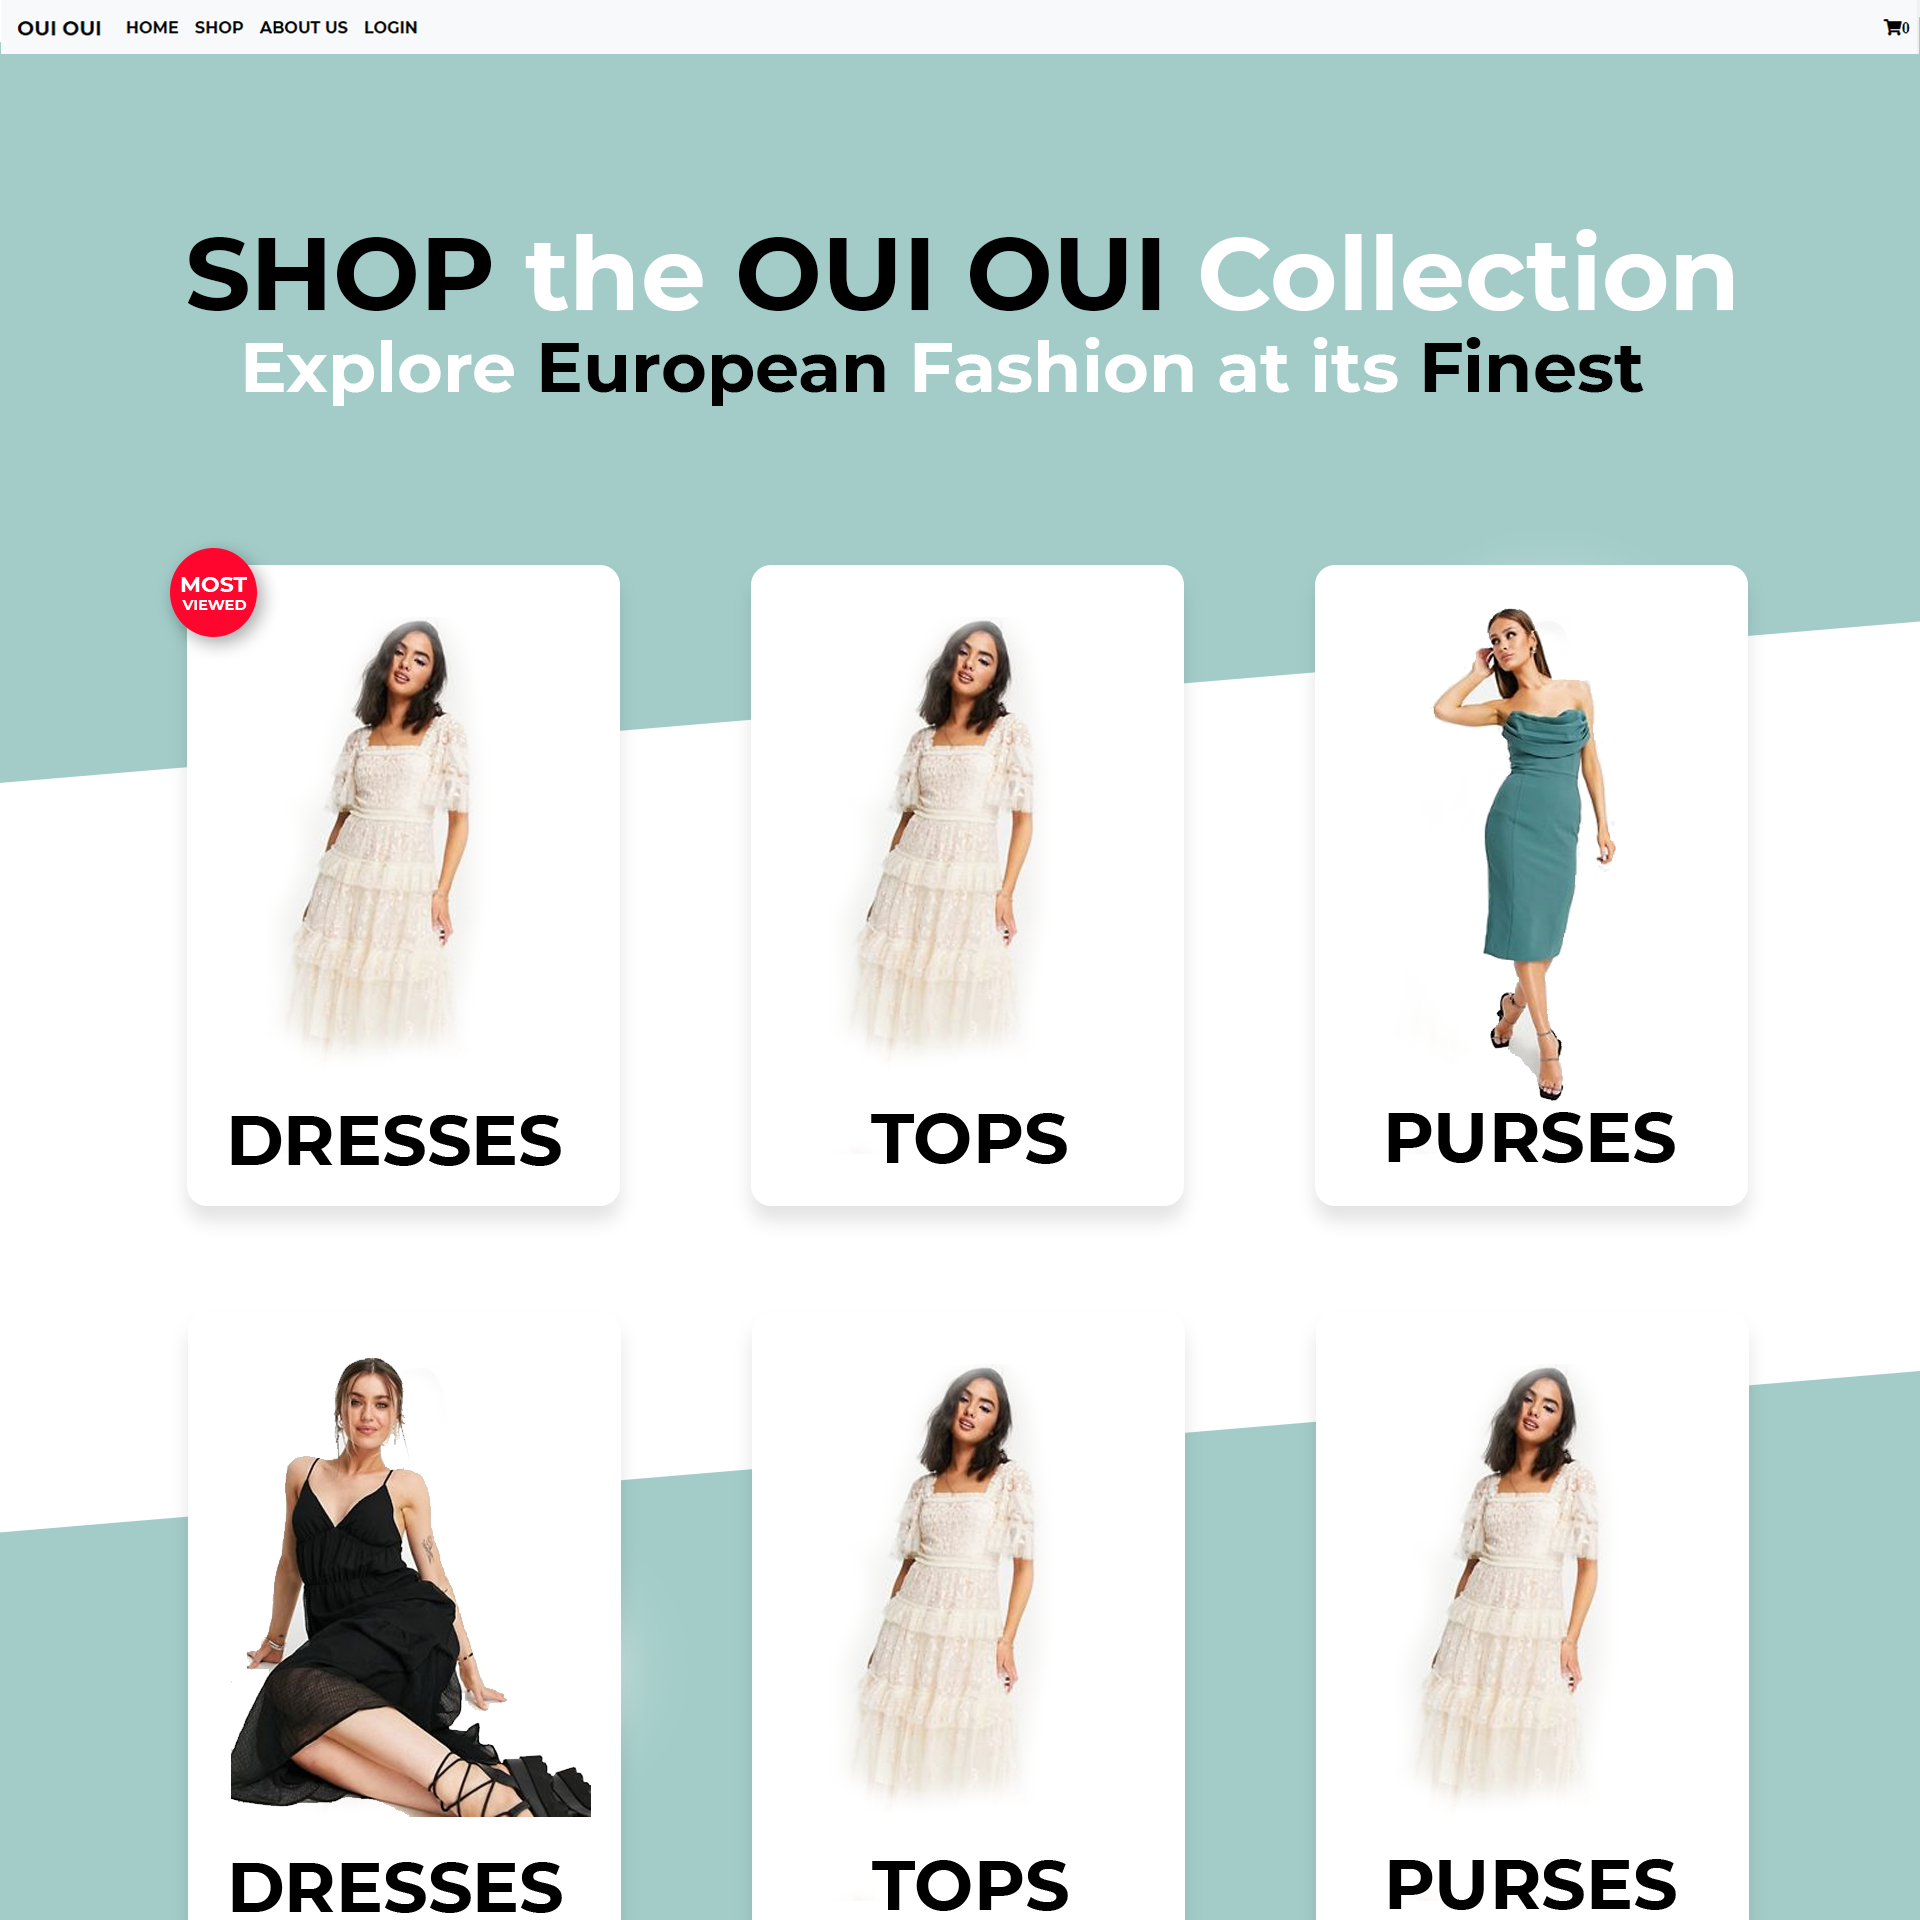 OUI OUI HOME SHOP ABOUT US LOGIN 0
SHOP the OUI OUI Collection
Explore European Fashion at its Finest
MOST
VIEWED
DRESSES
TOPS
PURSES
DRESSES
TOPS
PURSES